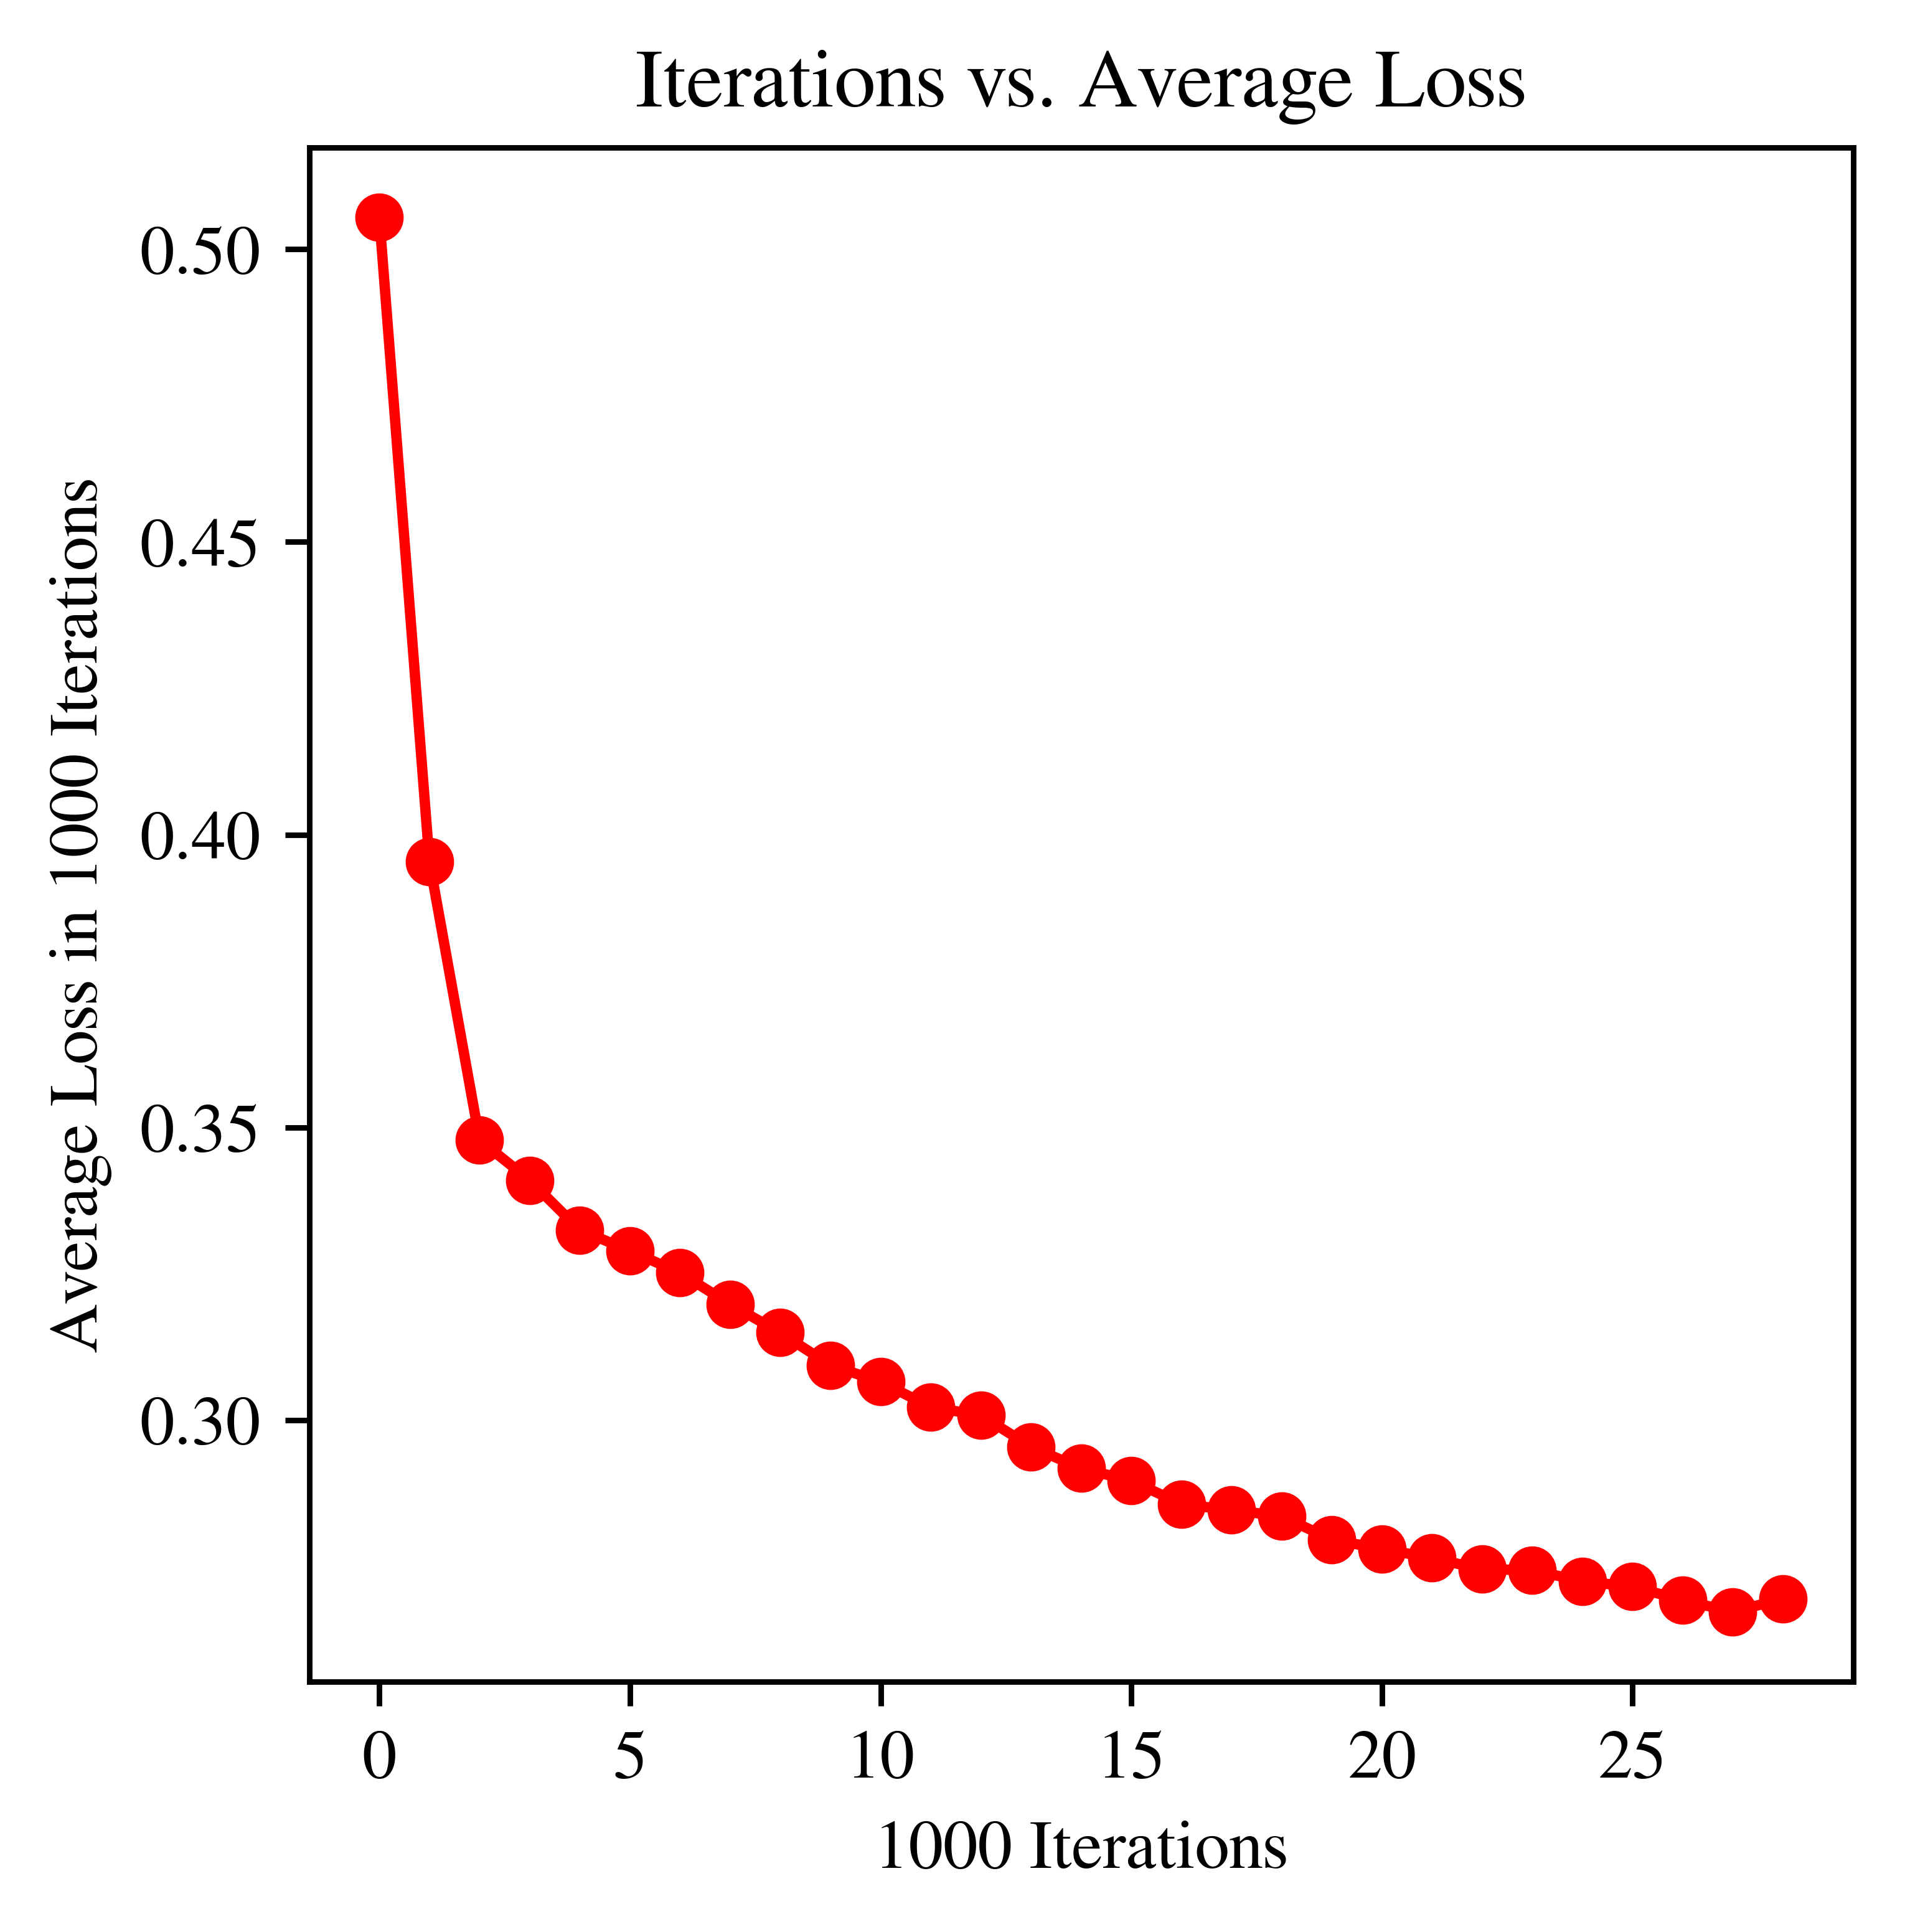 Iterations vs. Average Loss
Average Loss in 1000 Iterations
0.50
0.45
0.40
0.35
0.30
0 5 10 15 20 25
1000 Iterations